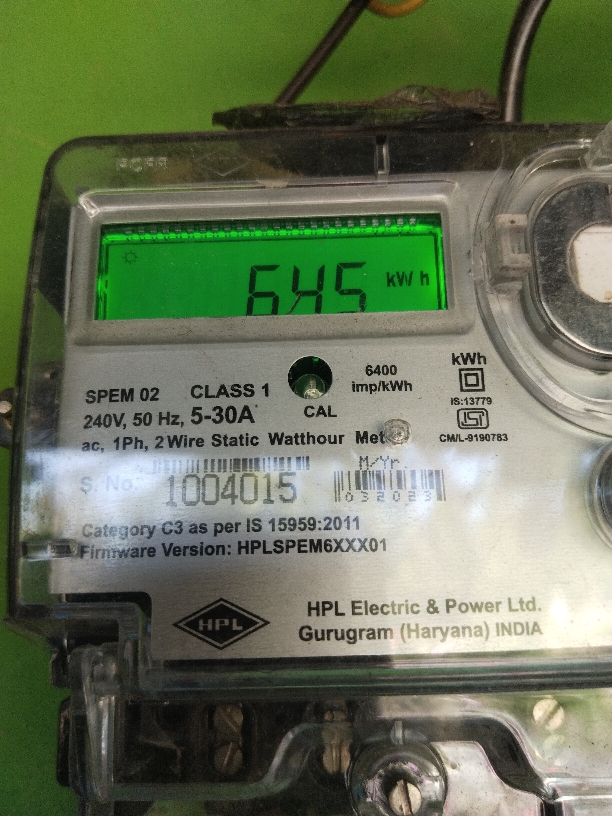 kW h
kWh
6400
imp/kWh
SPEM 02 CLASS 1
IS:13779
240V, 50 Hz, 5-30A
CAL
ISI
CM/L-9190783
ac, 1Ph, 2 Wire Static Watthour
M/Yr.
S. No. 1004015
032023
Category C3 as per IS 15959:2011
Firmware Version: HPLSPEM6XXX01
HPL
HPL Electric & Power Ltd.
Gurugram (Haryana) INDIA